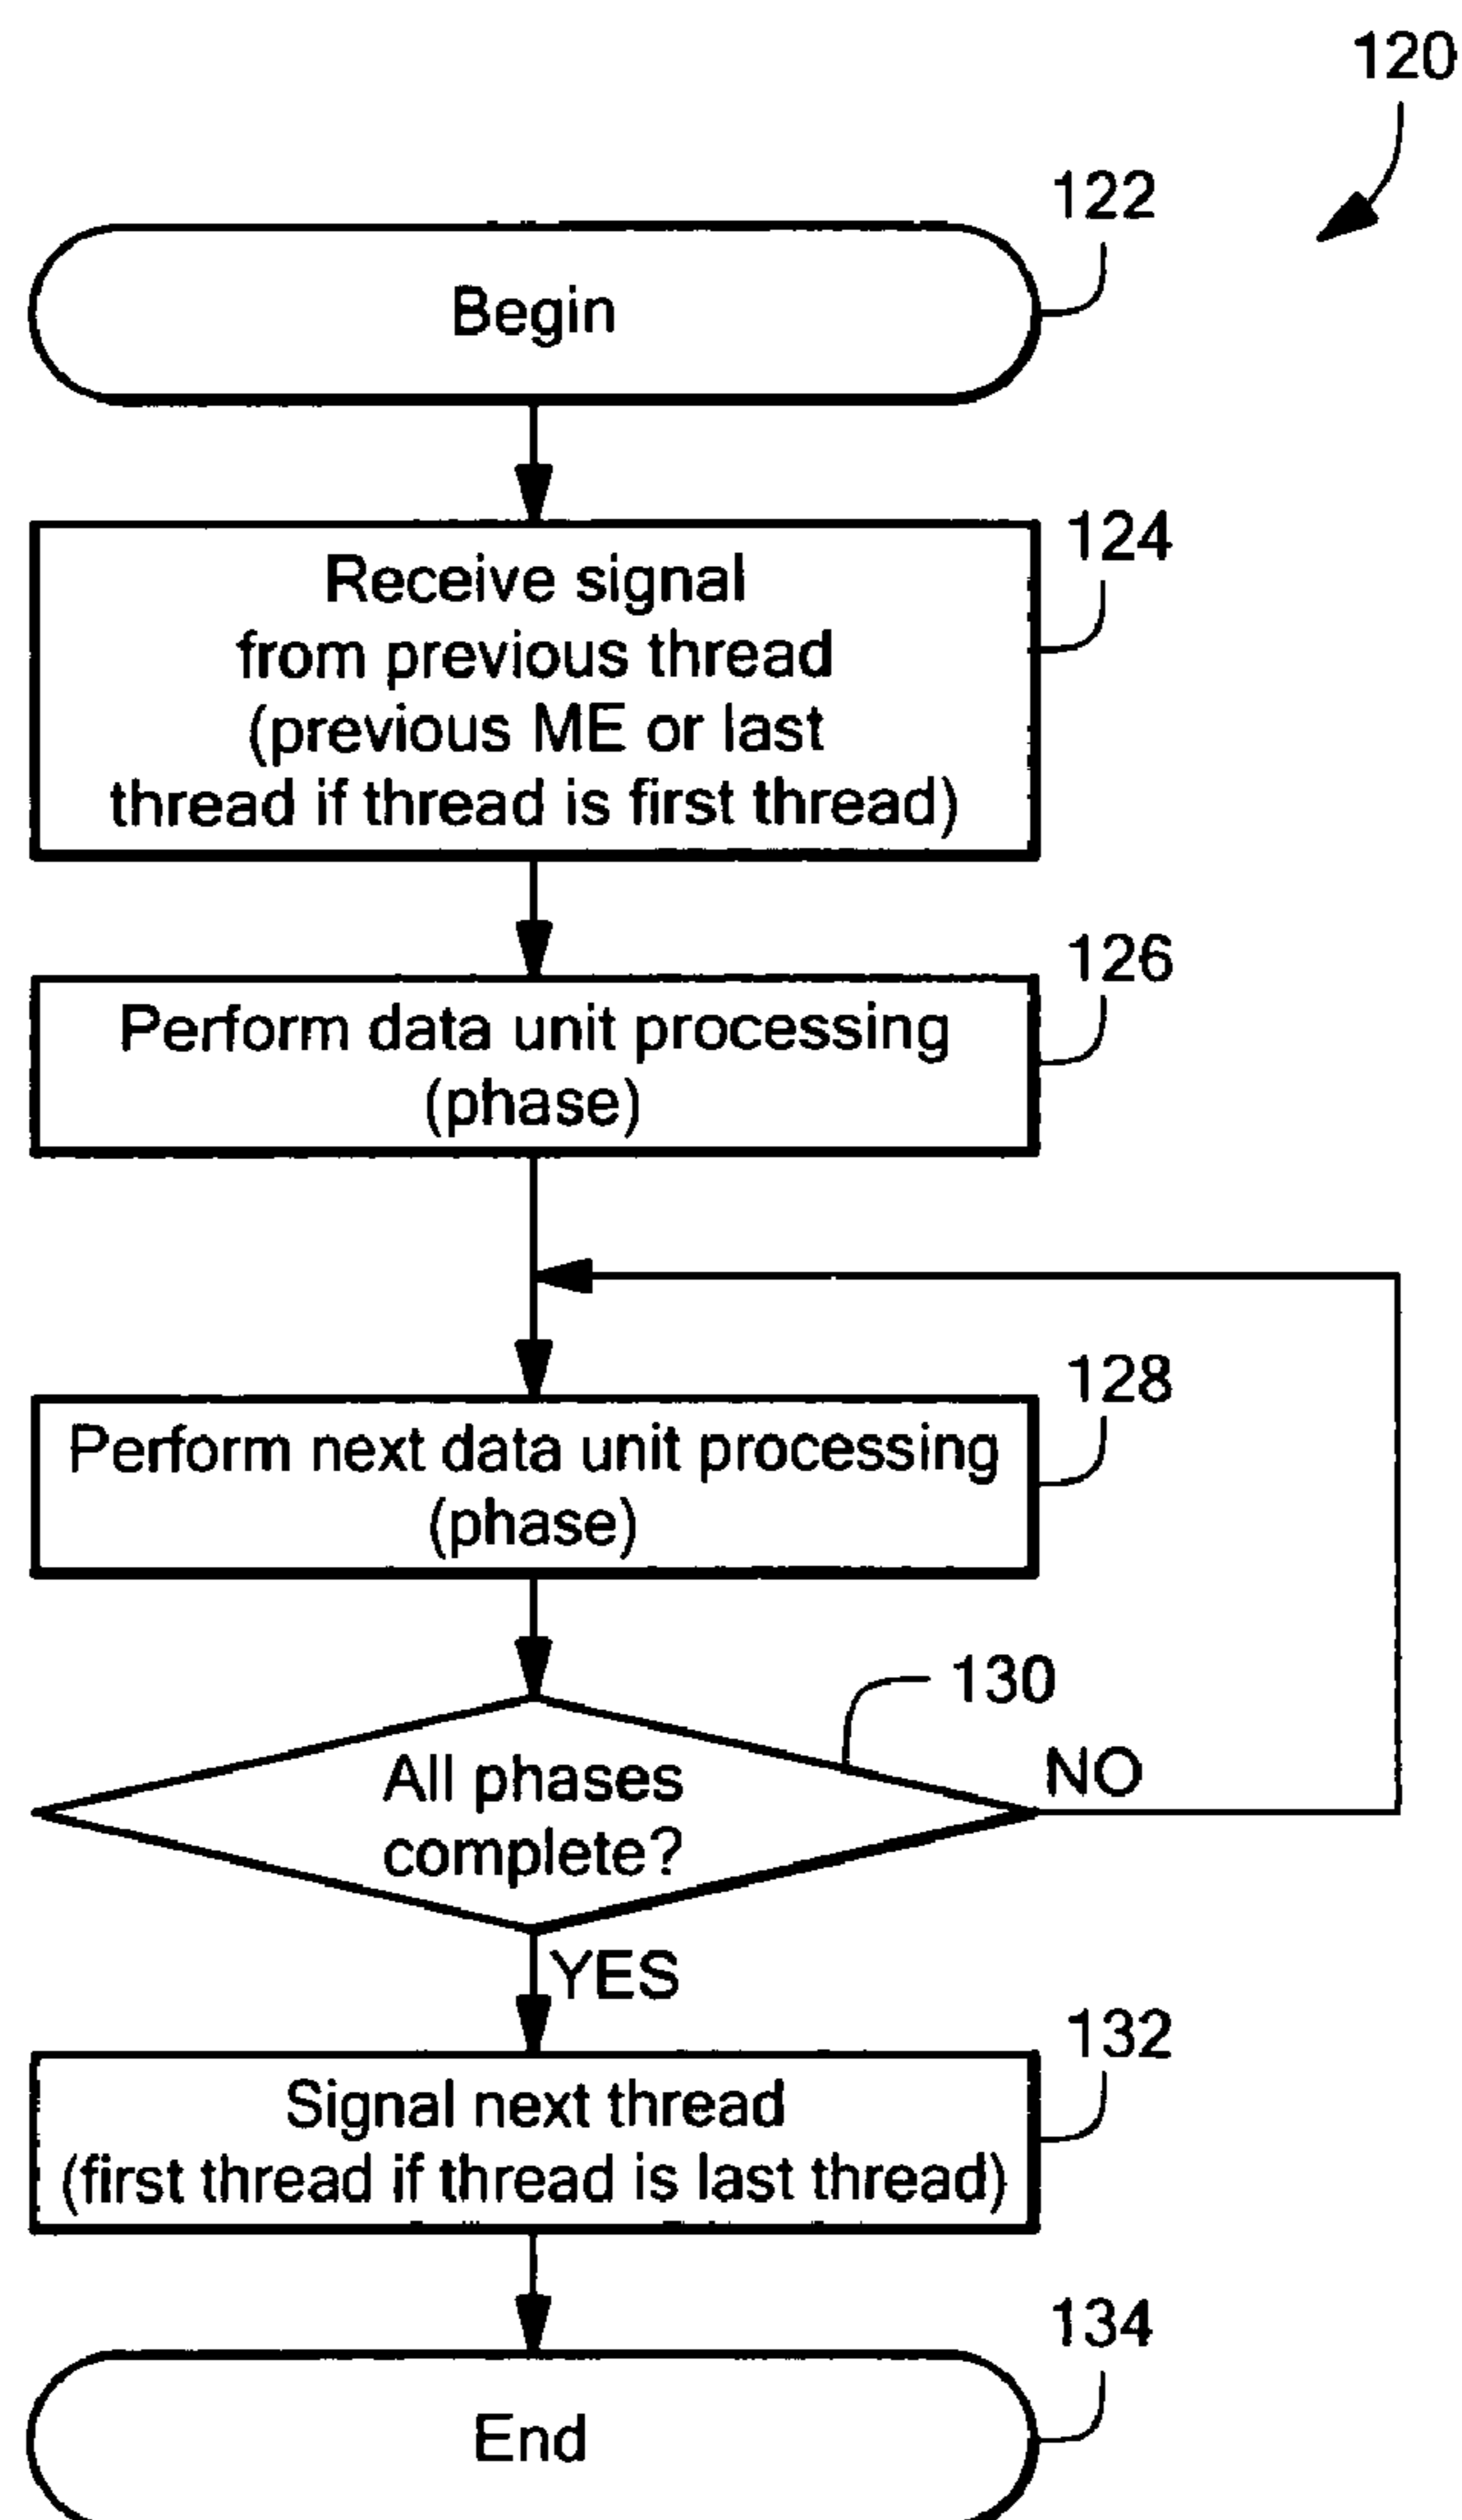 120
122
Begin
124
Receive signal
from previous thread
(previous ME or last
thread if thread is first thread)
126
Perform data unit processing
(phase)
128
Perform next data unit processing
(phase)
130
All phases
complete?
NO
YES
132
Signal next thread
(first thread if thread is last thread)
134
End